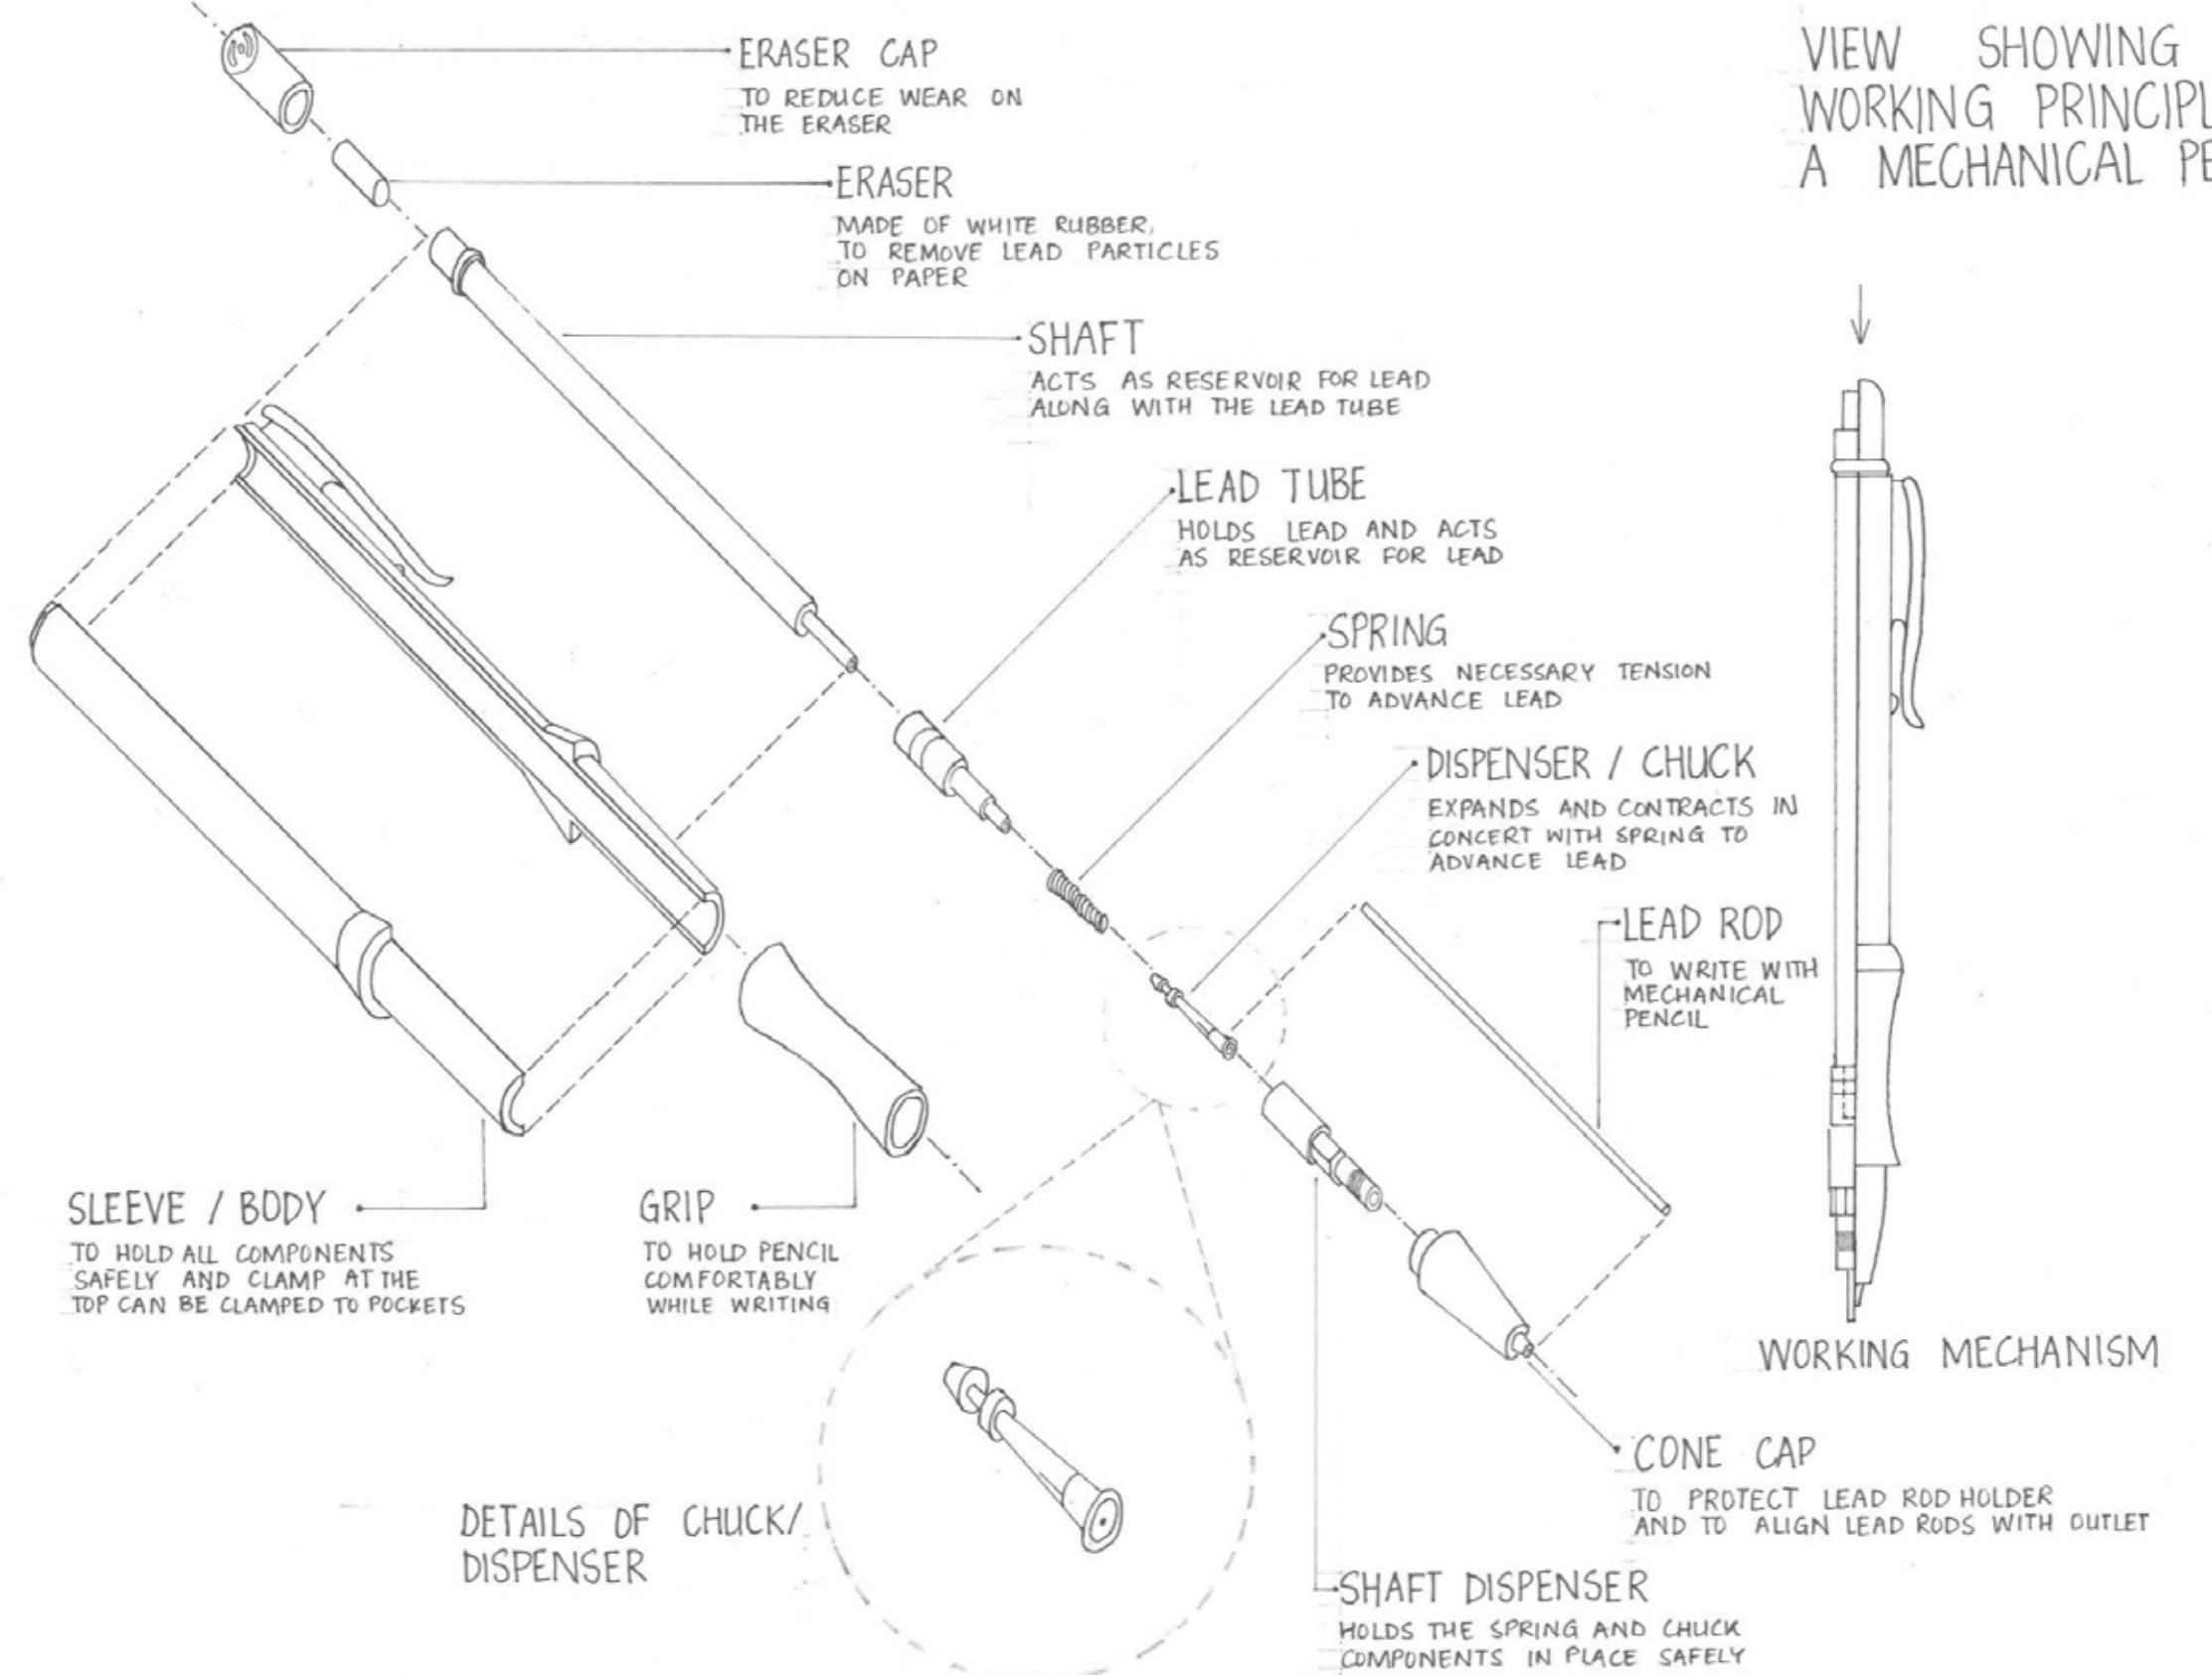 ERASER CAP
TO REDUCE WEAR ON
THE ERASER
ERASER
MADE OF WHITE RUBBER,
TO REMOVE LEAD PARTICLES
ON PAPER
SHAFT
ACTS AS RESERVOIR FOR LEAD
ALONG WITH THE LEAD TUBE
LEAD TUBE
HOLDS LEAD AND ACTS
AS RESERVOIR FOR LEAD
SPRING
PROVIDES NECESSARY TENSION
TO ADVANCE LEAD
DISPENSER / CHUCK
EXPANDS AND CONTRACTS IN
CONCERT WITH SPRING TO
ADVANCE LEAD
LEAD ROD
TO WRITE WITH
MECHANICAL
PENCIL
VIEW SHOWING
WORKING PRINCIPL
A MECHANICAL PE
WORKING MECHANISM
SLEEVE / BODY
TO HOLD ALL COMPONENTS
SAFELY AND CLAMP AT THE
TOP CAN BE CLAMPED TO POCKETS
GRIP
TO HOLD PENCIL
COMFORTABLY
WHILE WRITING
CONE CAP
TO PROTECT LEAD ROD HOLDER
AND TO ALIGN LEAD RODS WITH OUTLET
DETAILS OF CHUCK/
DISPENSER
SHAFT DISPENSER
HOLDS THE SPRING AND CHUCK
COMPONENTS IN PLACE SAFELY